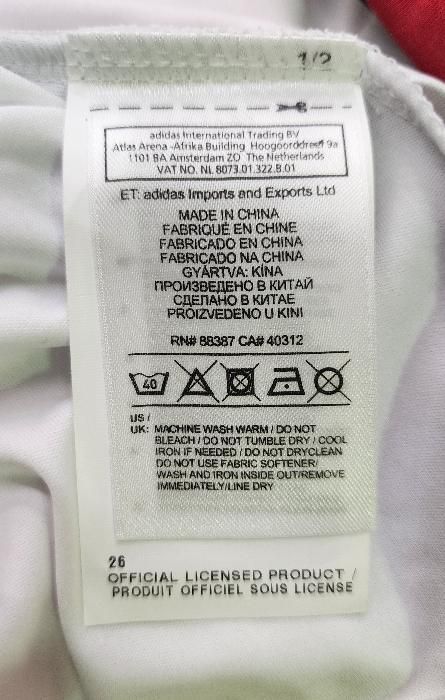 1/2
adidas International Trading BV
Atlas Arena -Afrika Building Hoogoorddreef 9a
1101 BA Amsterdam ZO The Netherlands
VAT NO. NL 8073.01.322.B.01
ET: adidas Imports and Exports Ltd
MADE IN CHINA
FABRIQUÉ EN CHINE
FABRICADO EN CHINA
FABRICADO NA CHINA
GYÁRTVA: KÍNA
ПРОИЗВЕДЕНО В КИТАЙ
СДЕЛАНО В КИТАЕ
PROIZVEDENO U KINI
RN# 88387 CA# 40312
40
US /
UK: MACHINE WASH WARM / DO NOT
BLEACH / DO NOT TUMBLE DRY / COOL
IRON IF NEEDED / DO NOT DRYCLEAN
DO NOT USE FABRIC SOFTENER/
WASH AND IRON INSIDE OUT/REMOVE
IMMEDIATELY/LINE DRY
26
OFFICIAL LICENSED PRODUCT /
PRODUIT OFFICIEL SOUS LICENSE